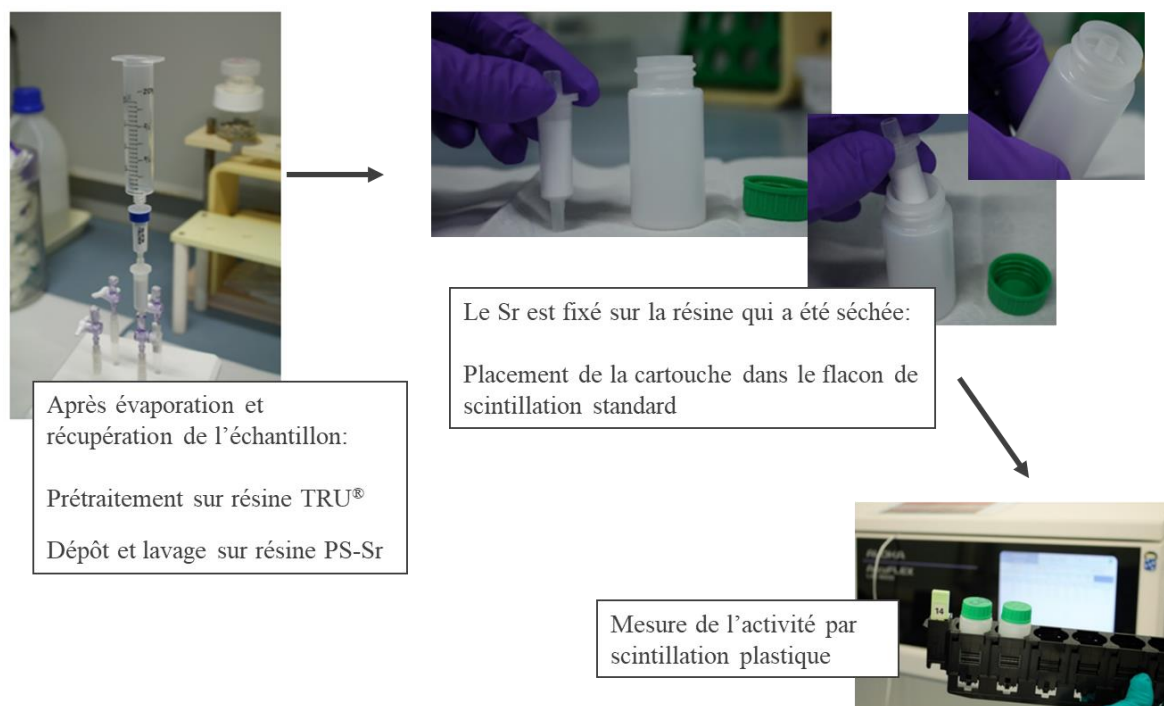 Après évaporation et
récupération de l’échantillon:
Prétraitement sur résine TRU®
Dépôt et lavage sur résine PS-Sr
Le Sr est fixé sur la résine qui a été séchée:
Placement de la cartouche dans le flacon de
scintillation standard
Mesure de l’activité par
scintillation plastique
14